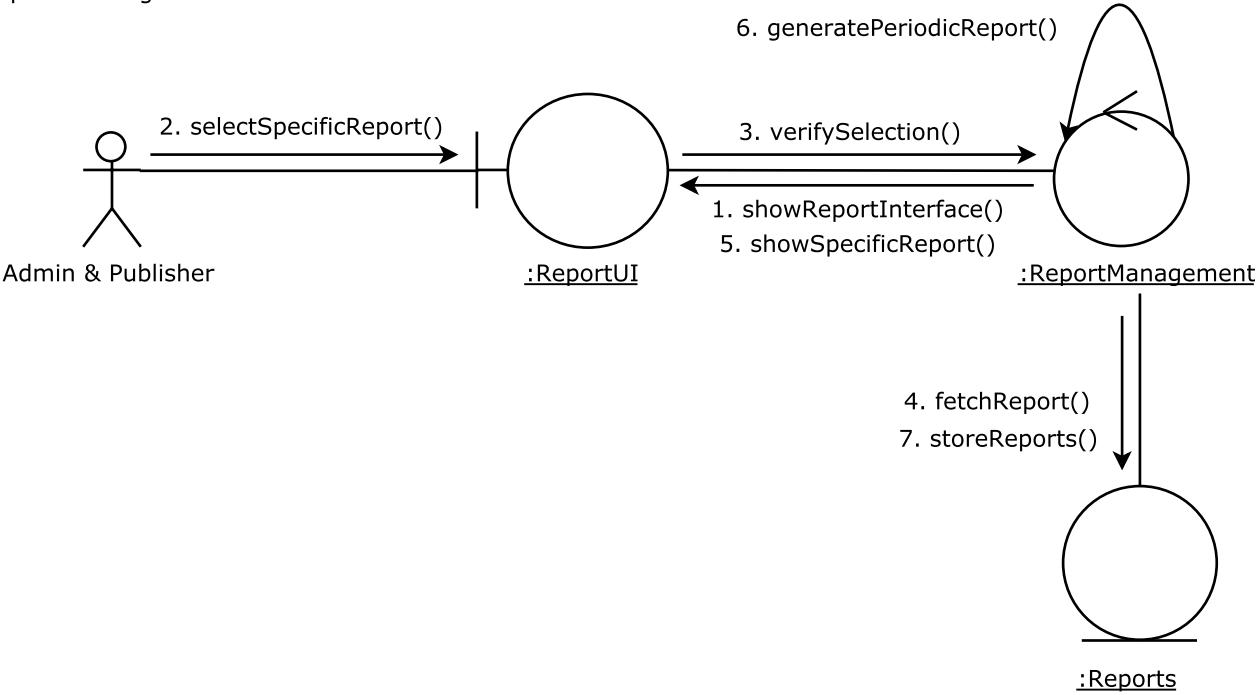 6. generatePeriodicReport()
2. selectSpecificReport()
3. verifySelection()
1. showReportInterface()
5. showSpecificReport()
Admin & Publisher
:ReportUI
:ReportManagement
4. fetchReport()
7. storeReports()
:Reports